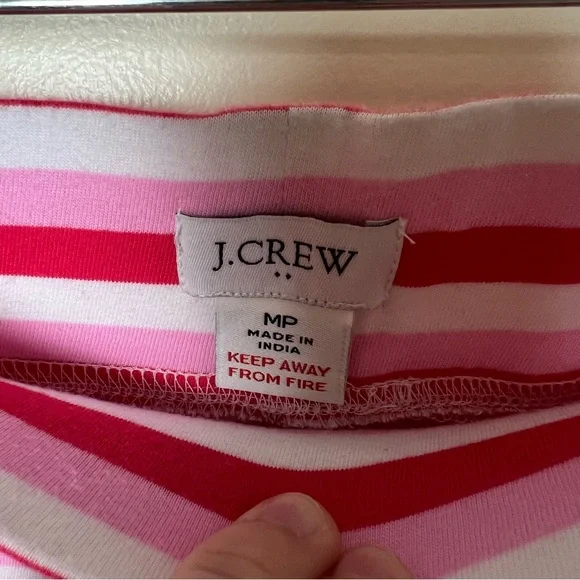 J.CREW
MP
MADE IN
INDIA
KEEP AWAY
FROM FIRE